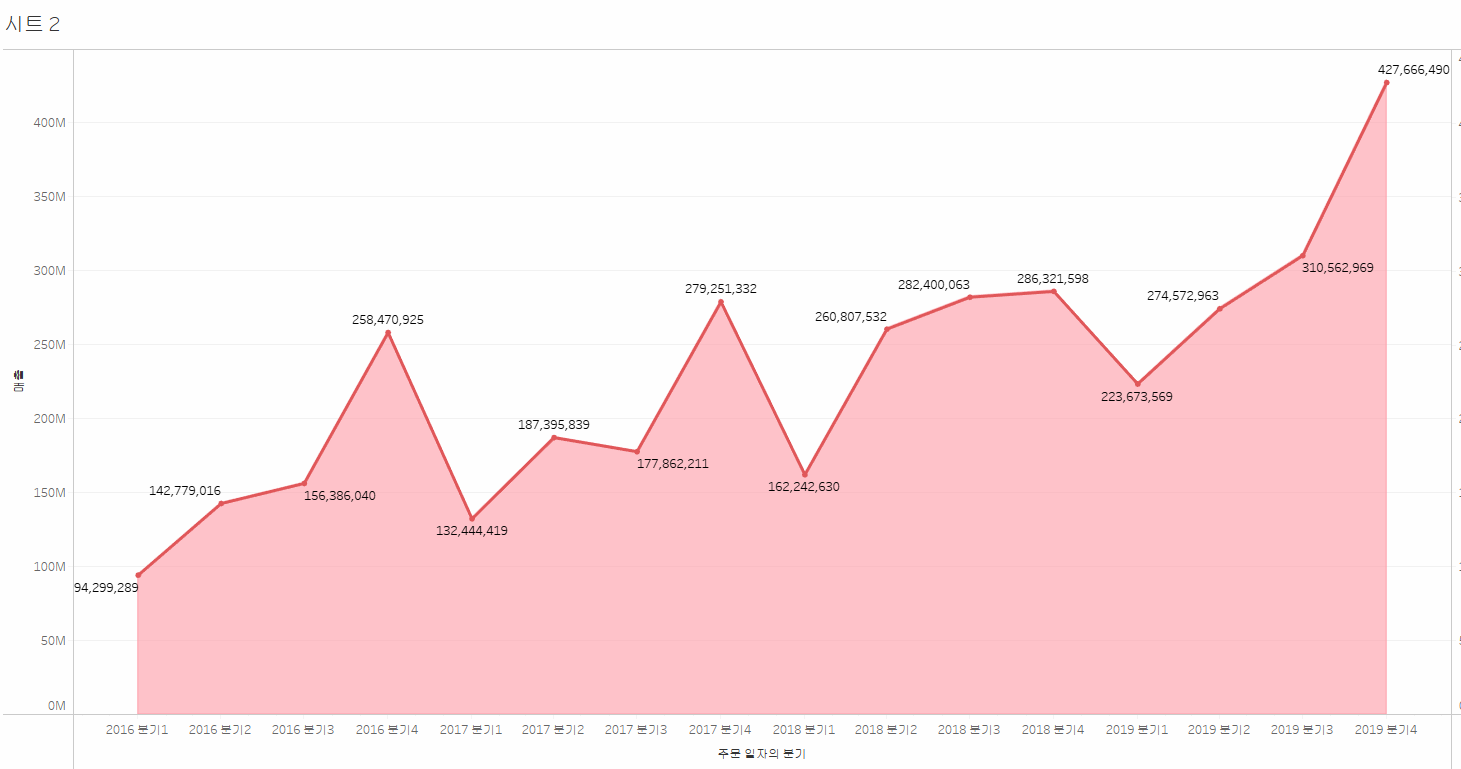 시트 2
427,666,490
400M
350M
300M
250M
200M
150M
100M
50M
0M
매출
94,299,289
142,779,016
156,386,040
258,470,925
132,444,419
187,395,839
177,862,211
279,251,332
162,242,630
260,807,532
282,400,063
286,321,598
223,673,569
274,572,963
310,562,969
2016 분기1
2016 분기2
2016 분기3
2016 분기4
2017 분기1
2017 분기2
2017 분기3
2017 분기4
2018 분기1
2018 분기2
2018 분기3
2018 분기4
2019 분기1
2019 분기2
2019 분기3
2019 분기4
주문 일자의 분기